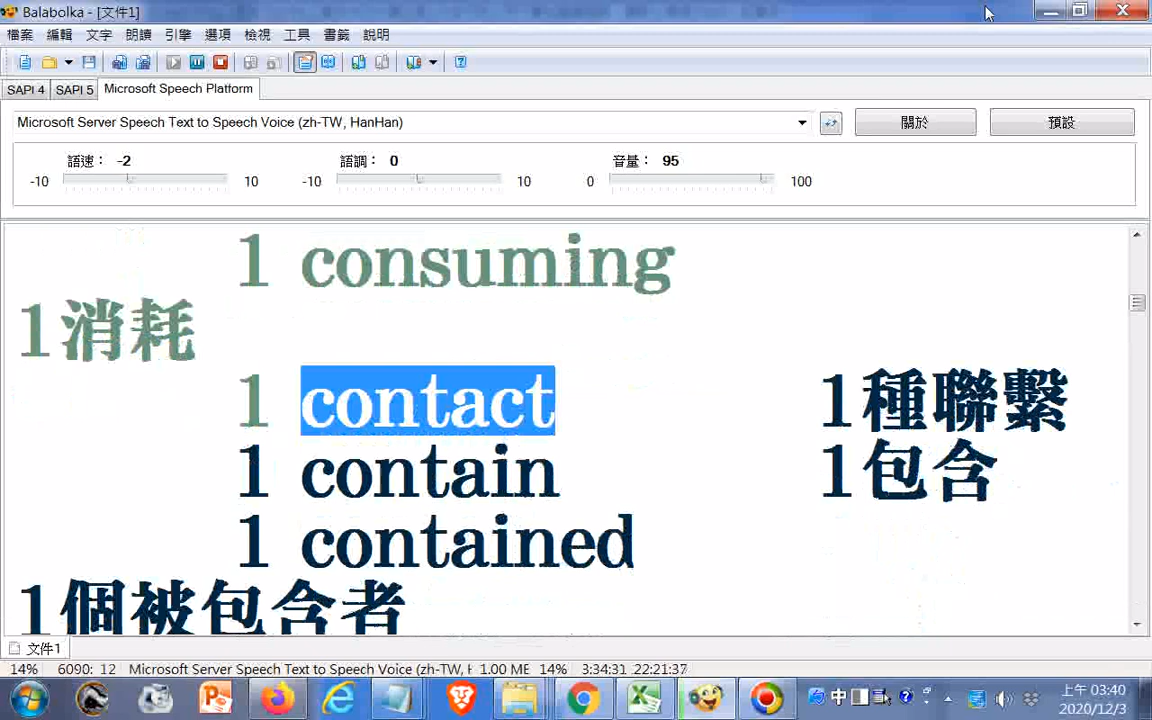 Balabolka - [文件1]
檔案 編輯 文字 朗讀 引擎 選項 檢視 工具 書籤 說明
SAPI 4 SAPI 5 Microsoft Speech Platform
Microsoft Server Speech Text to Speech Voice (zh-TW, HanHan) 關於 預設
語速： -2 語調： 0 音量： 95
-10 10 -10 10 0 100
1 consuming
1消耗
1 contact 1種聯繫
1 contain 1包含
1 contained
1個被包含者
文件1
14% 6090: 12 Microsoft Server Speech Text to Speech Voice (zh-TW, H 1.00 ME 14% 3:34:31 22:21:37
中 上午 03:40
2020/12/3